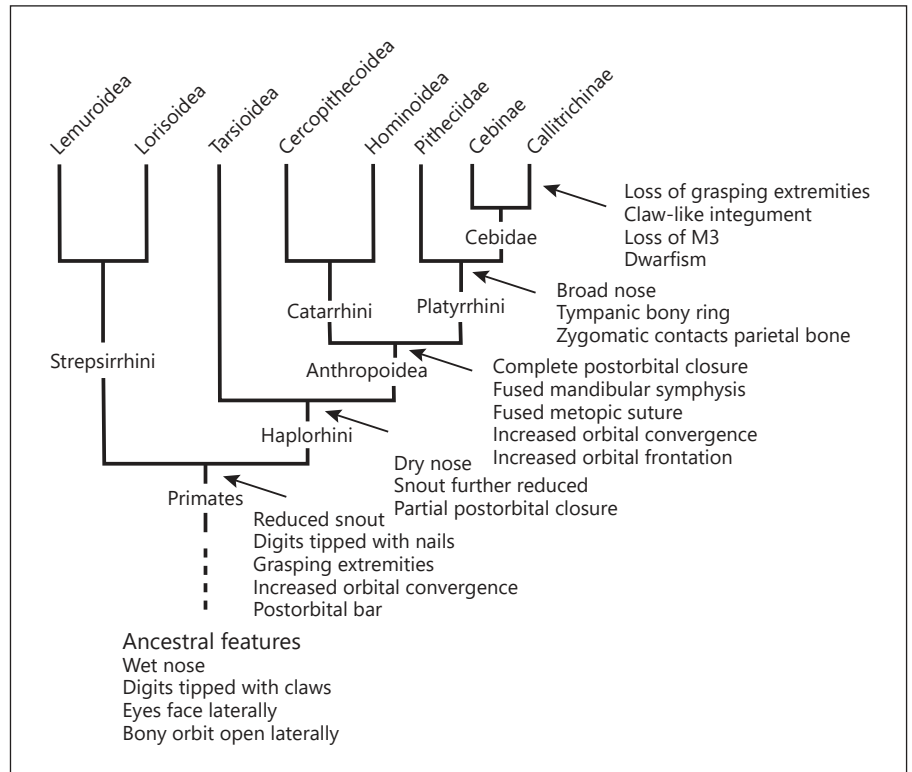 Lemuroidea
Lorisoidea
Tarsioidea
Cercopithecoidea
Hominoidea
Pitheciidae
Cebinae
Callitrichinae
Loss of grasping extremities
Claw-like integument
Loss of M3
Dwarfism
Cebidae
Broad nose
Tympanic bony ring
Zygomatic contacts parietal bone
Catarrhini
Platyrrhini
Strepsirrhini
Anthropoidea
Complete postorbital closure
Fused mandibular symphysis
Fused metopic suture
Increased orbital convergence
Increased orbital frontation
Haplorhini
Dry nose
Snout further reduced
Partial postorbital closure
Primates
Reduced snout
Digits tipped with nails
Grasping extremities
Increased orbital convergence
Postorbital bar
Ancestral features
Wet nose
Digits tipped with claws
Eyes face laterally
Bony orbit open laterally